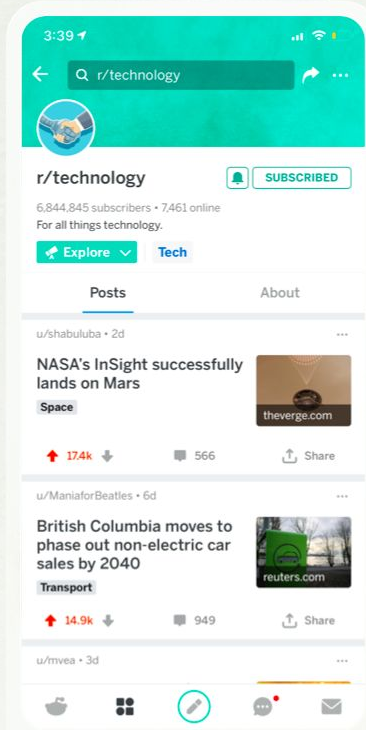 3:39
r/technology
r/technology
SUBSCRIBED
6,844,845 subscribers • 7,461 online
For all things technology.
Explore
Tech
Posts
About
u/shabuluba • 2d
NASA's InSight successfully
lands on Mars
Space
theverge.com
17.4k
566
Share
u/ManiaforBeatles • 6d
British Columbia moves to
phase out non-electric car
sales by 2040
Transport
reuters.com
14.9k
949
Share
u/mvea • 3d